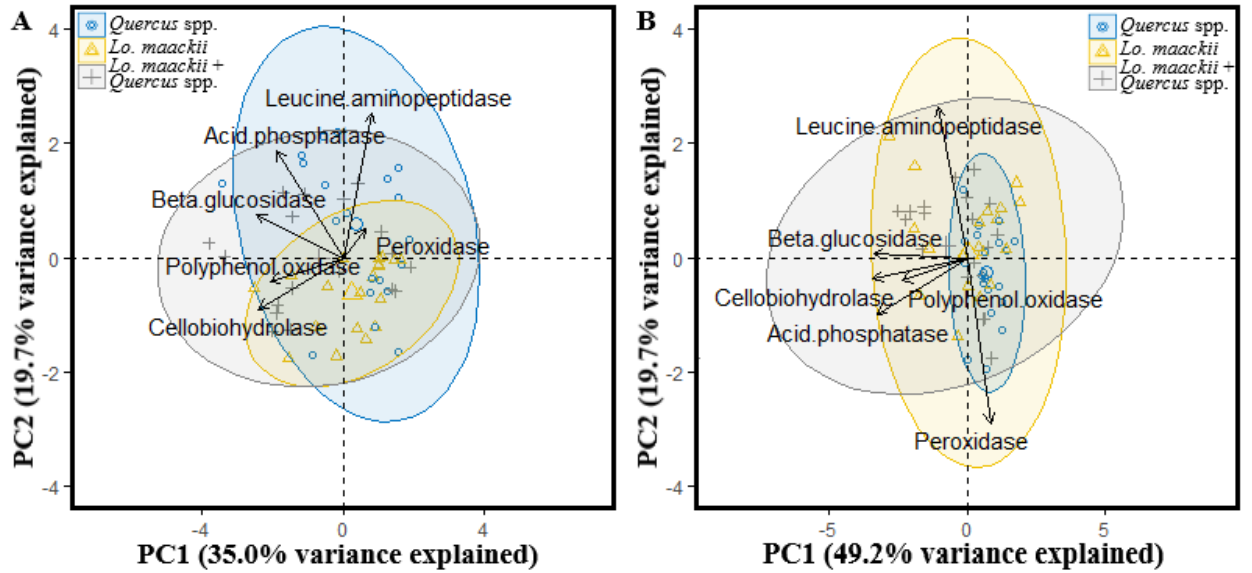 A
Quercus spp.
Lo. maackii
Lo. maackii +
Quercus spp.
4
2
0
-2
-4
Leucine.aminopeptidase
Acid.phosphatase
Beta.glucosidase
Peroxidase
Polyphenol.oxidase
Cellobiohydrolase
-4
0
4
PC2 (19.7% variance explained)
PC1 (35.0% variance explained)
B
Quercus spp.
Lo. maackii
Lo. maackii +
Quercus spp.
4
2
0
-2
-4
Leucine.aminopeptidase
Beta.glucosidase
Cellobiohydrolase
Polyphenol.oxidase
Acid.phosphatase
Peroxidase
-5
0
5
PC2 (19.7% variance explained)
PC1 (49.2% variance explained)